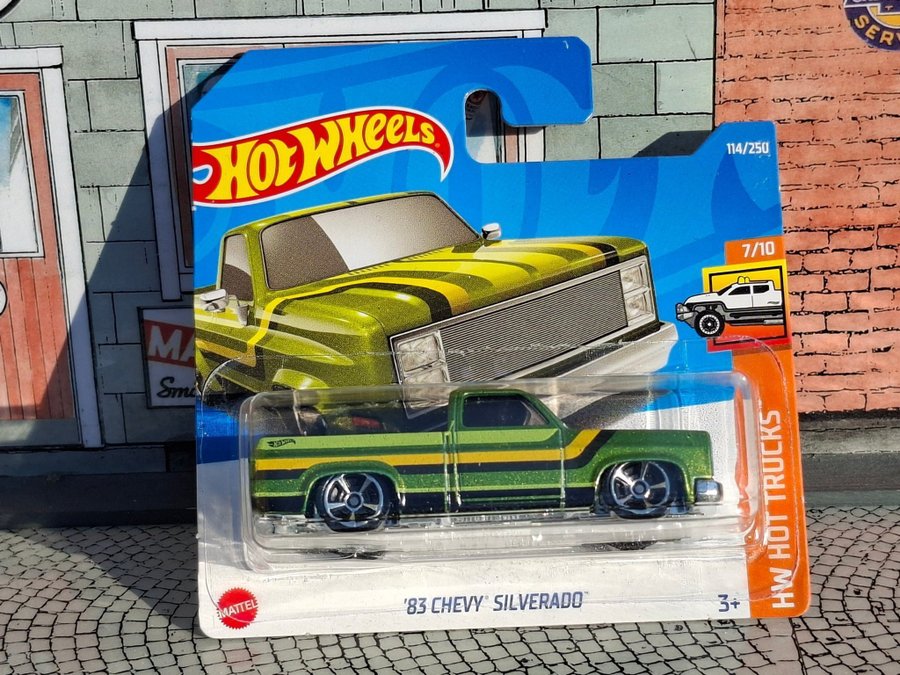 HOT WHEELS
114/250
7/10
HW HOT TRUCKS
MATTEL
'83 CHEVY SILVERADO
3+